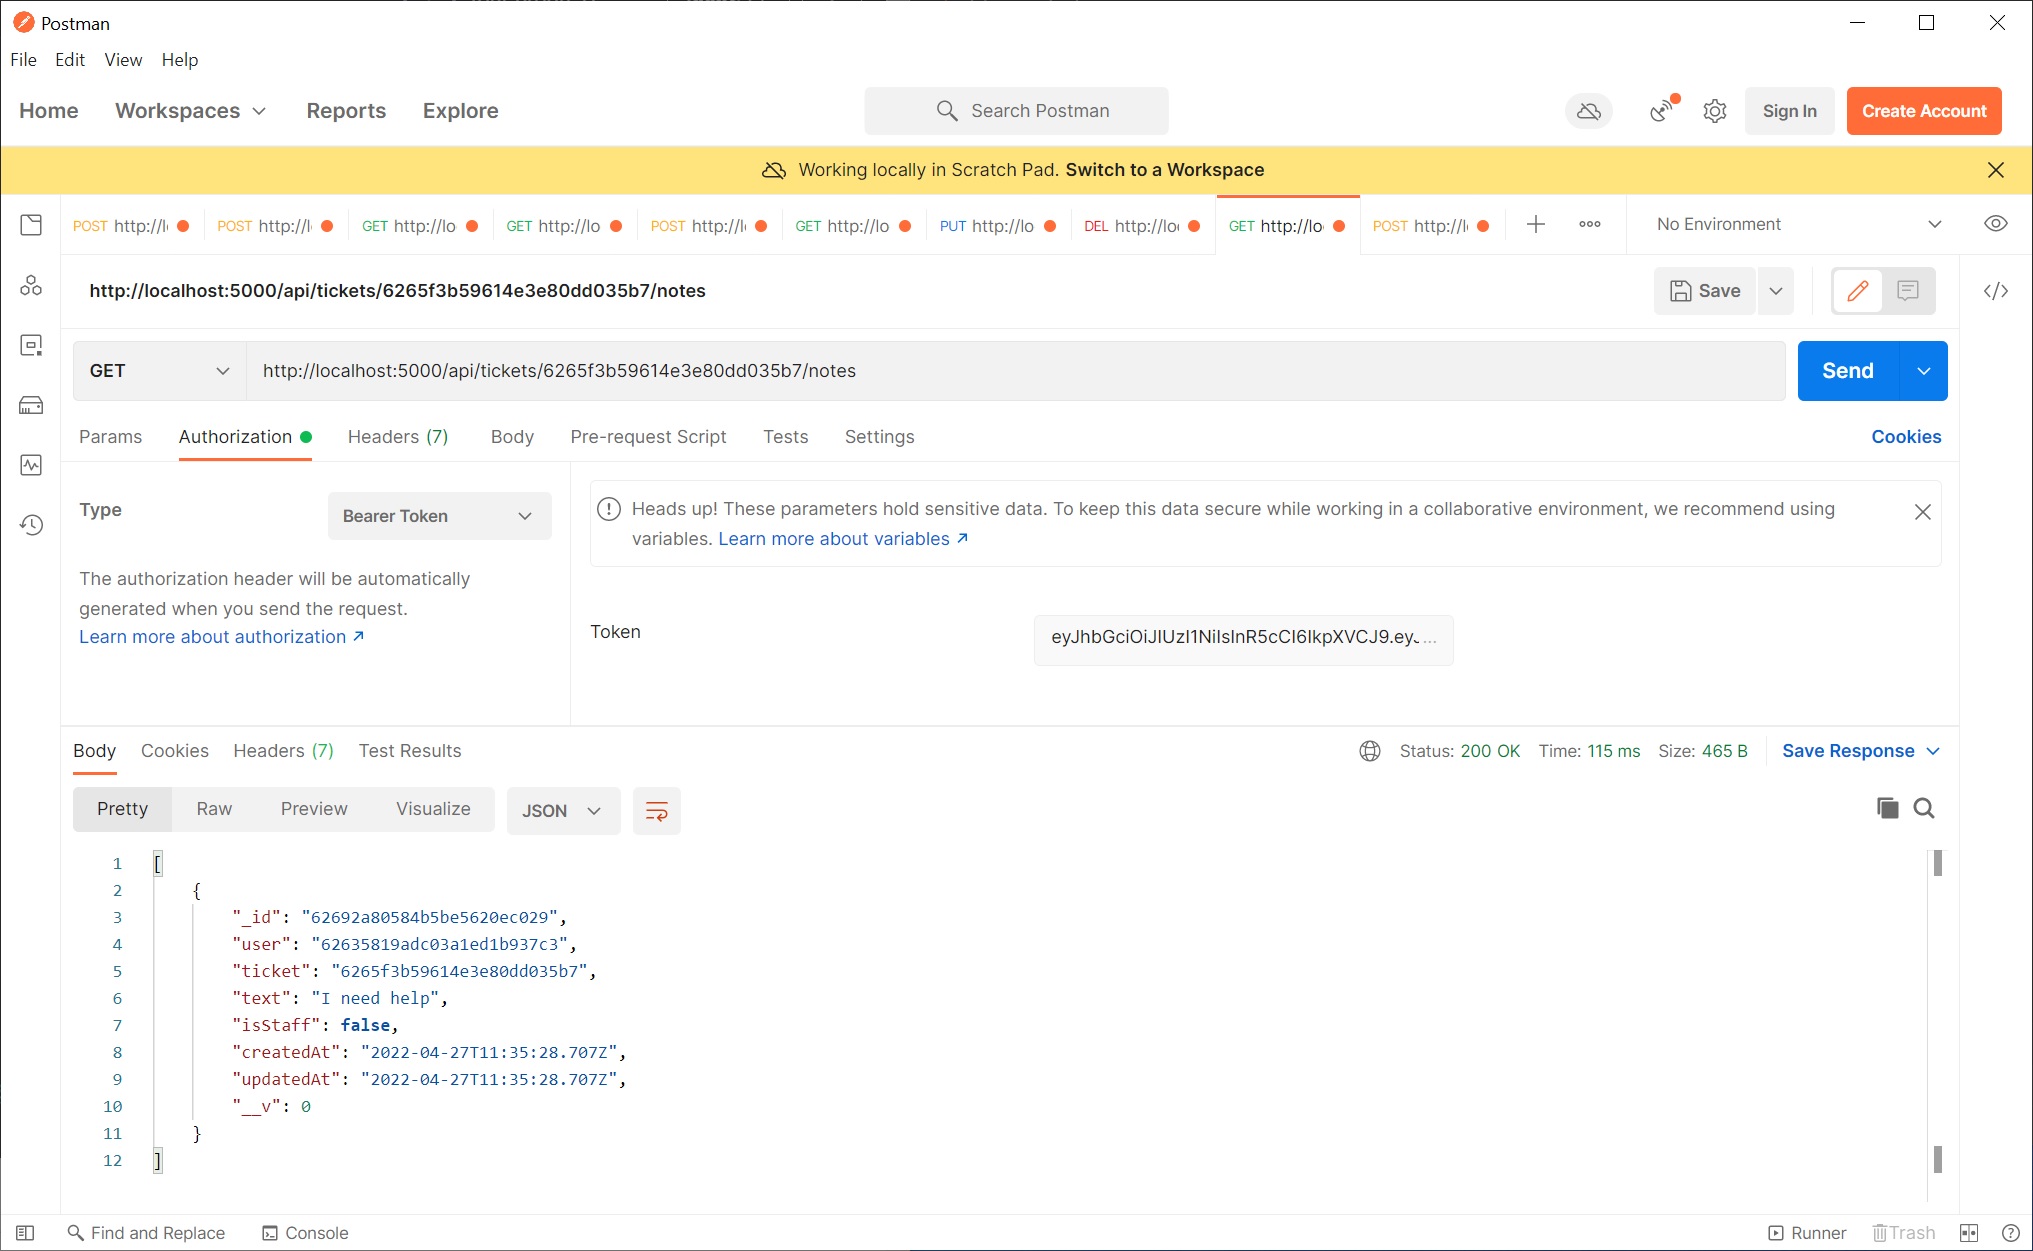 Postman
File Edit View Help
Home Workspaces Reports Explore Search Postman Sign In Create Account
Working locally in Scratch Pad. Switch to a Workspace
POST http://l POST http://l GET http://lo GET http://lo POST http://l GET http://lo PUT http://lo DEL http://lo GET http://lo POST http://l No Environment
http://localhost:5000/api/tickets/6265f3b59614e3e80dd035b7/notes Save </>
GET http://localhost:5000/api/tickets/6265f3b59614e3e80dd035b7/notes Send
Params Authorization Headers (7) Body Pre-request Script Tests Settings Cookies
Type Bearer Token
The authorization header will be automatically
generated when you send the request.
Learn more about authorization ↗
Heads up! These parameters hold sensitive data. To keep this data secure while working in a collaborative environment, we recommend using
variables. Learn more about variables ↗
Token eyJhbGciOiJIUzI1NiIsInR5cCI6IkpXVCJ9.eyJ...
Body Cookies Headers (7) Test Results Status: 200 OK Time: 115 ms Size: 465 B Save Response
Pretty Raw Preview Visualize JSON
1 [
2 {
3 "_id": "62692a80584b5be5620ec029",
4 "user": "62635819adc03a1ed1b937c3",
5 "ticket": "6265f3b59614e3e80dd035b7",
6 "text": "I need help",
7 "isStaff": false,
8 "createdAt": "2022-04-27T11:35:28.707Z",
9 "updatedAt": "2022-04-27T11:35:28.707Z",
10 "__v": 0
11 }
12 ]
Find and Replace Console Runner Trash